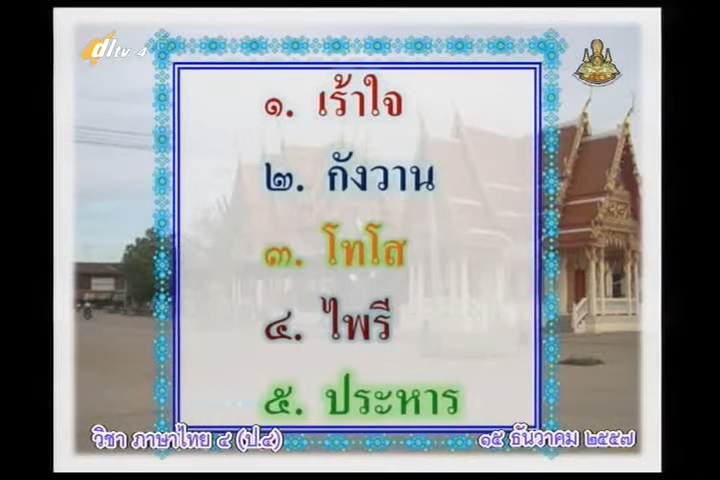 dltv 4
๑. เร้าใจ
๒. กังวาน
๓. โทโส
๔. ไพรี
๕. ประหาร
วิชา ภาษาไทย ๔ (ป.๔)
๑๕ ธันวาคม ๒๕๕๗